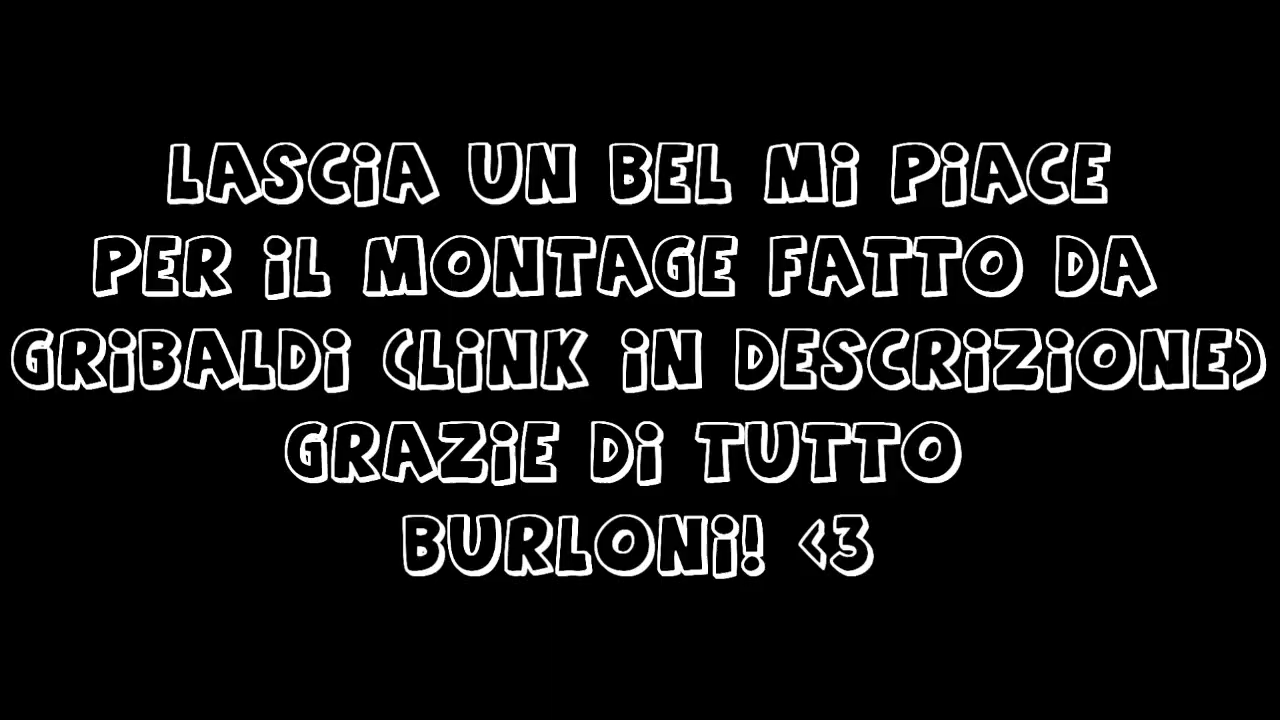 LASCIA UN BEL MI PIACE
PER IL MONTAGE FATTO DA
GRIBALDI (LINK IN DESCRIZIONE)
GRAZIE DI TUTTO
BURLONI! <3